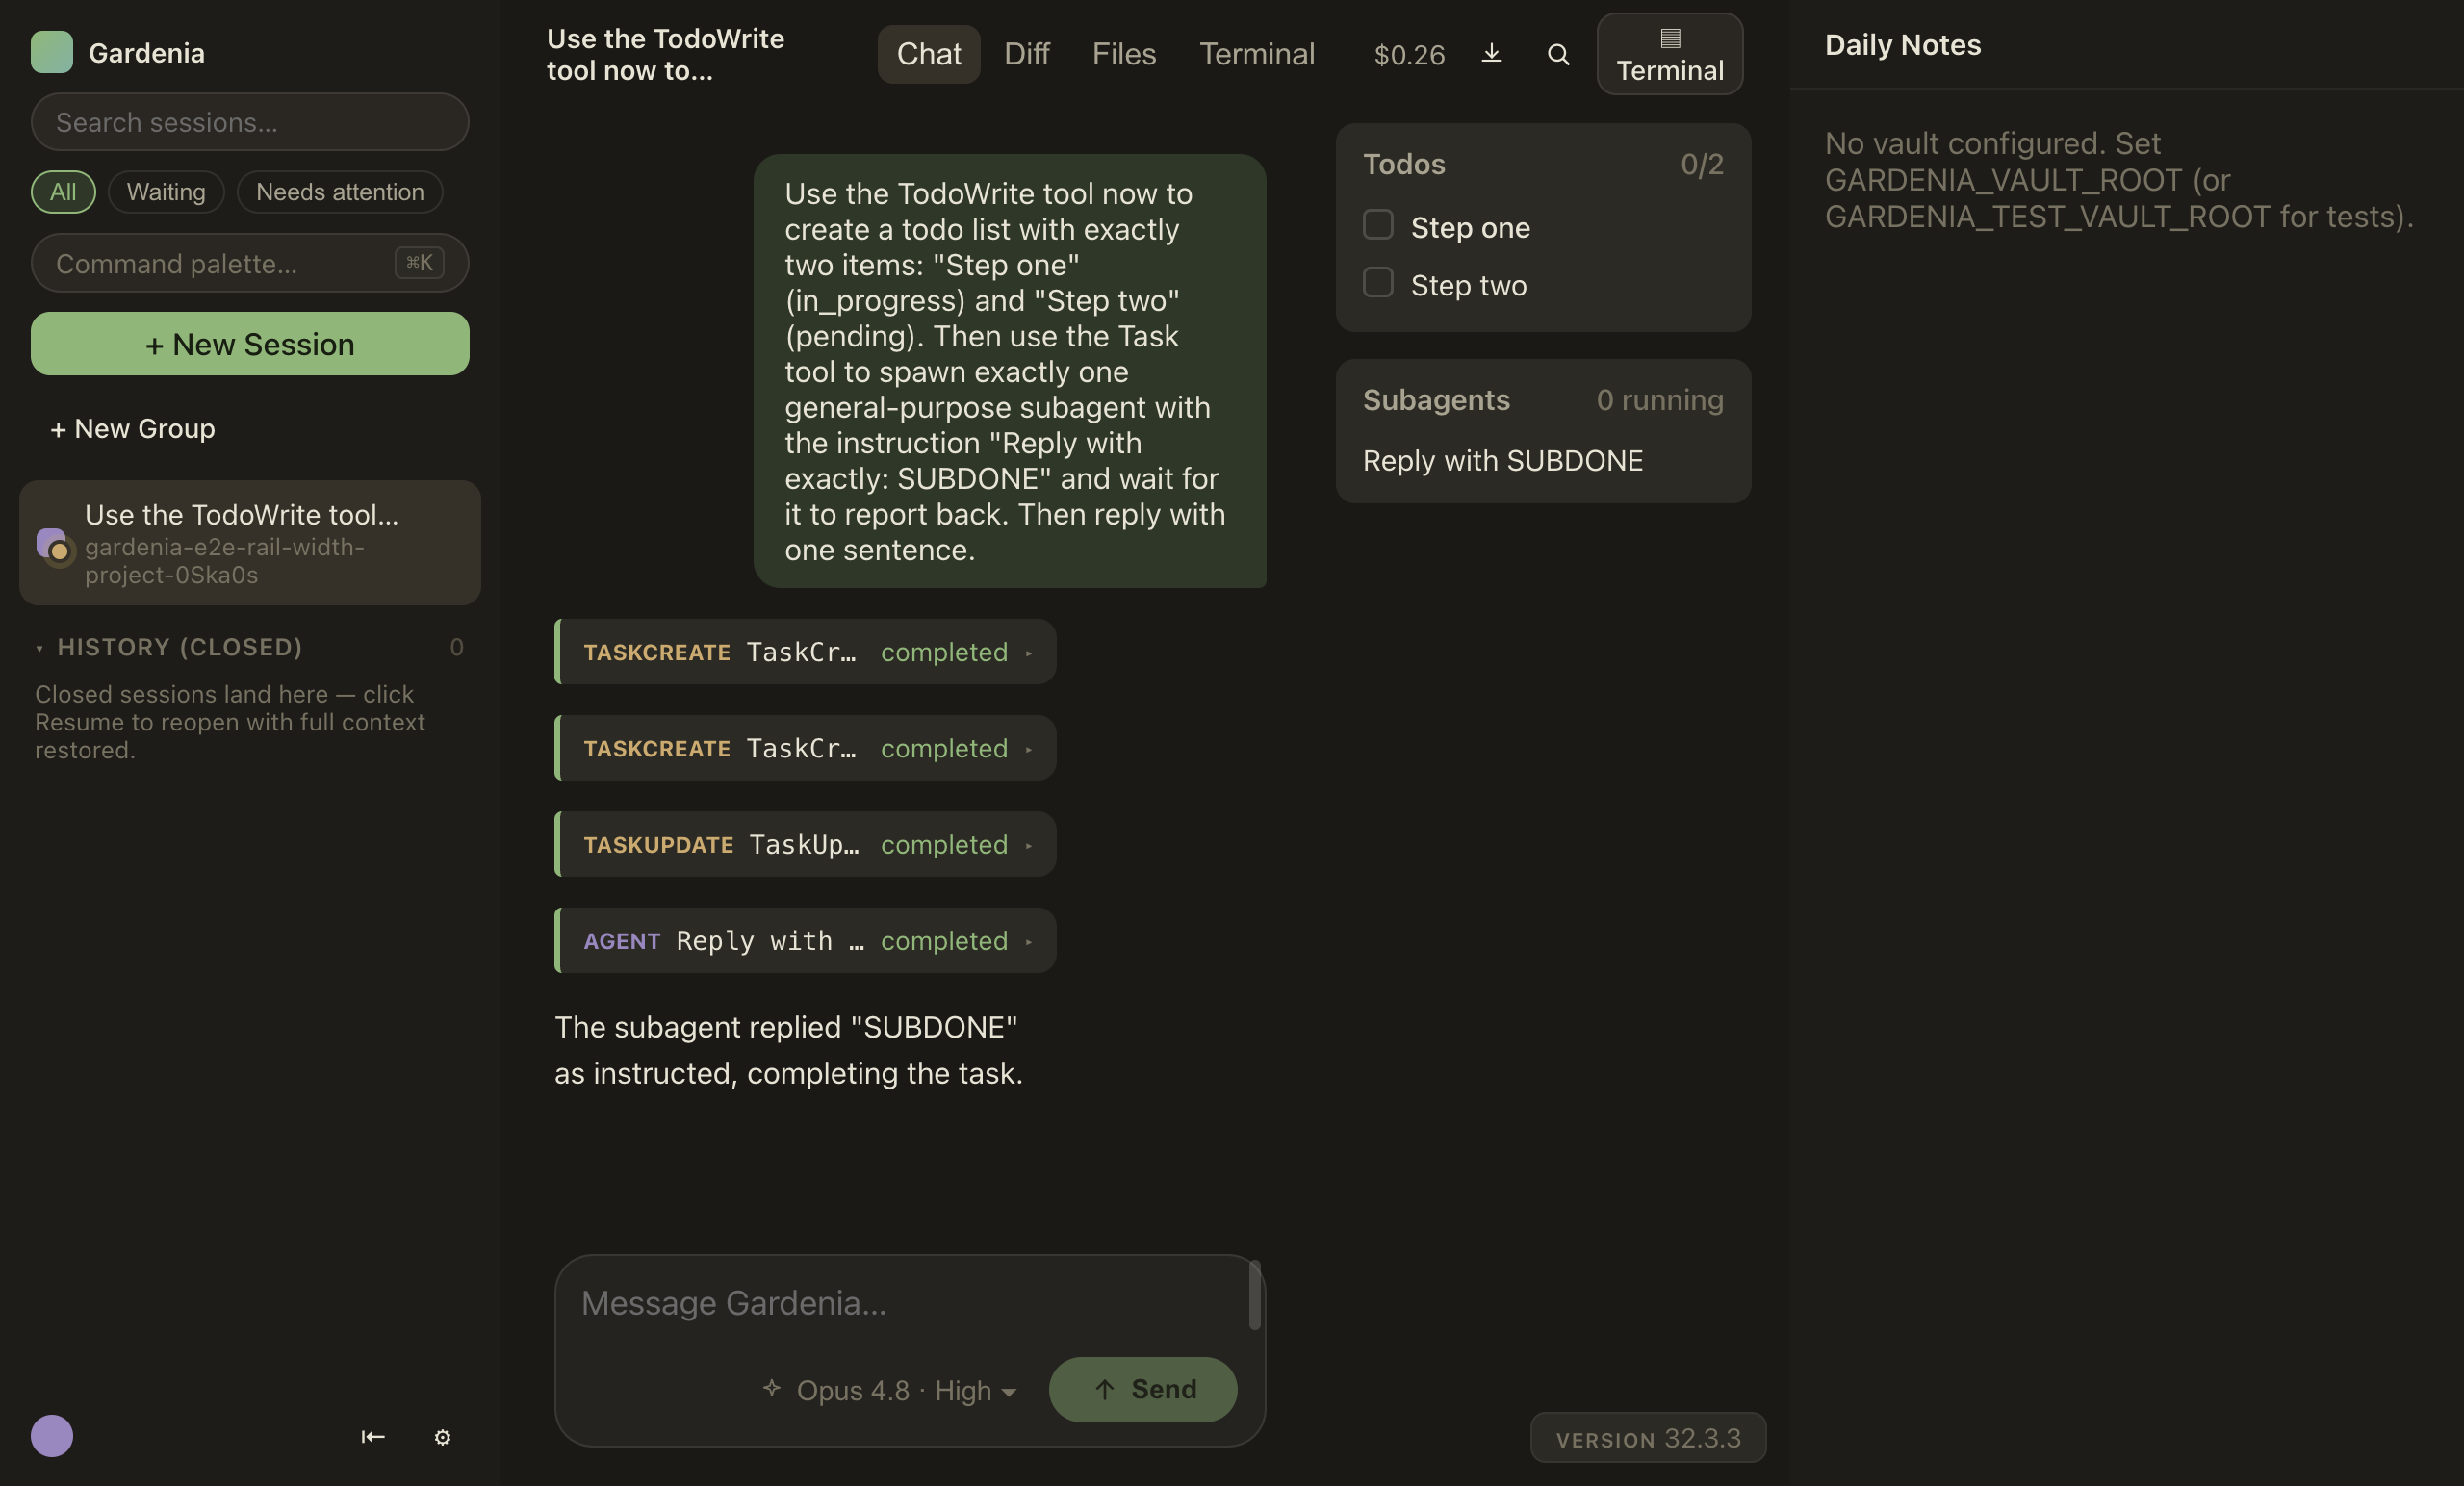 Gardenia
Search sessions...
All
Waiting
Needs attention
Command palette...
⌘K
+ New Session
+ New Group
Use the TodoWrite tool...
gardenia-e2e-rail-width-
project-0Ska0s
HISTORY (CLOSED)
0
Closed sessions land here — click
Resume to reopen with full context
restored.
Use the TodoWrite
tool now to...
Chat
Diff
Files
Terminal
$0.26
Terminal
Use the TodoWrite tool now to
create a todo list with exactly
two items: "Step one"
(in_progress) and "Step two"
(pending). Then use the Task
tool to spawn exactly one
general-purpose subagent with
the instruction "Reply with
exactly: SUBDONE" and wait for
it to report back. Then reply with
one sentence.
TASKCREATE TaskCr… completed
TASKCREATE TaskCr… completed
TASKUPDATE TaskUp… completed
AGENT Reply with … completed
The subagent replied "SUBDONE"
as instructed, completing the task.
Message Gardenia...
Opus 4.8 · High
Send
Todos
0/2
Step one
Step two
Subagents
0 running
Reply with SUBDONE
VERSION 32.3.3
Daily Notes
No vault configured. Set
GARDENIA_VAULT_ROOT (or
GARDENIA_TEST_VAULT_ROOT for tests).